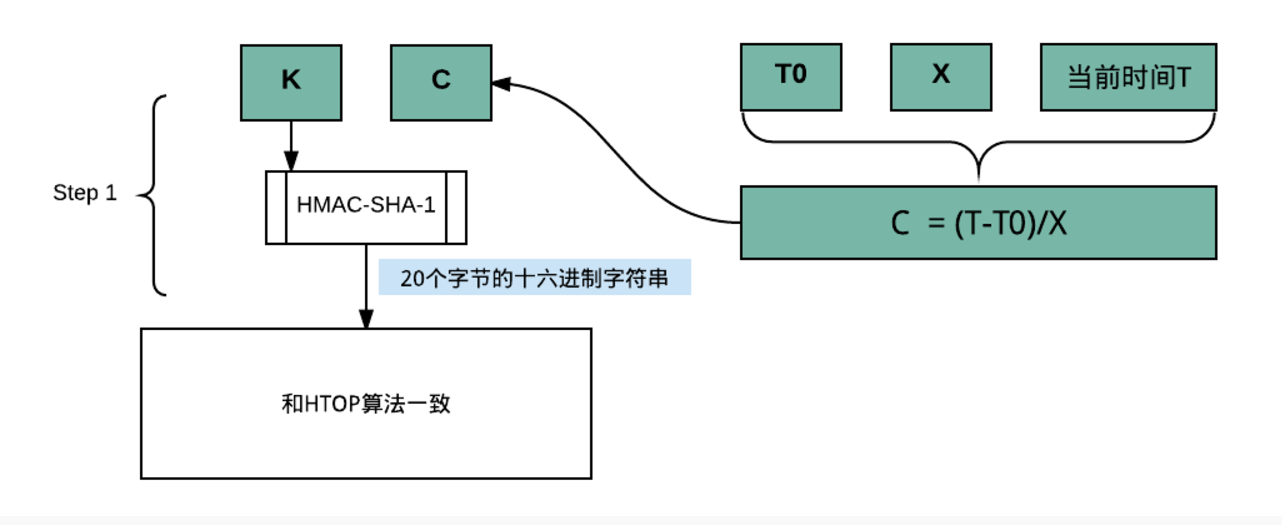 K
C
T0
X
当前时间T
Step 1
HMAC-SHA-1
C = (T-T0)/X
20个字节的十六进制字符串
和HTOP算法一致